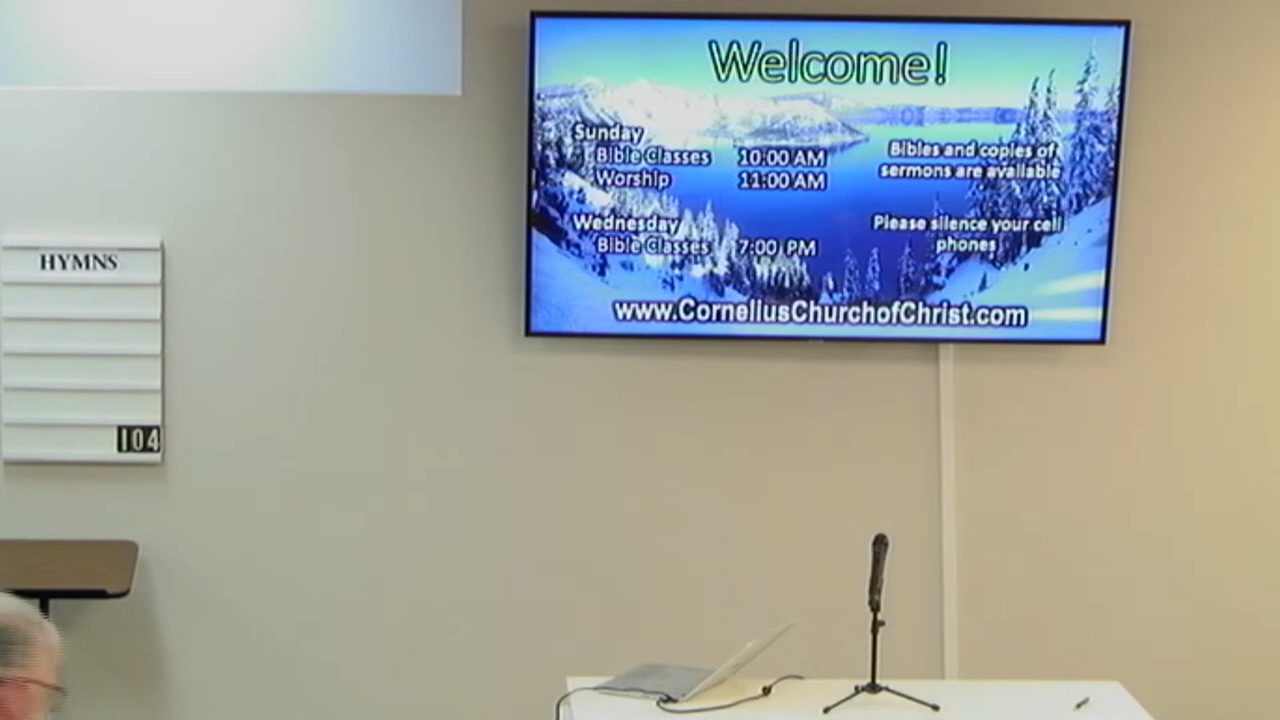 Welcome!
Sunday
Bible Classes 10:00 AM
Worship 11:00 AM
Wednesday
Bible Classes 7:00 PM
Bibles and copies of
sermons are available
Please silence your cell
phones
www.CorneliusChurchofChrist.com
HYMNS
104